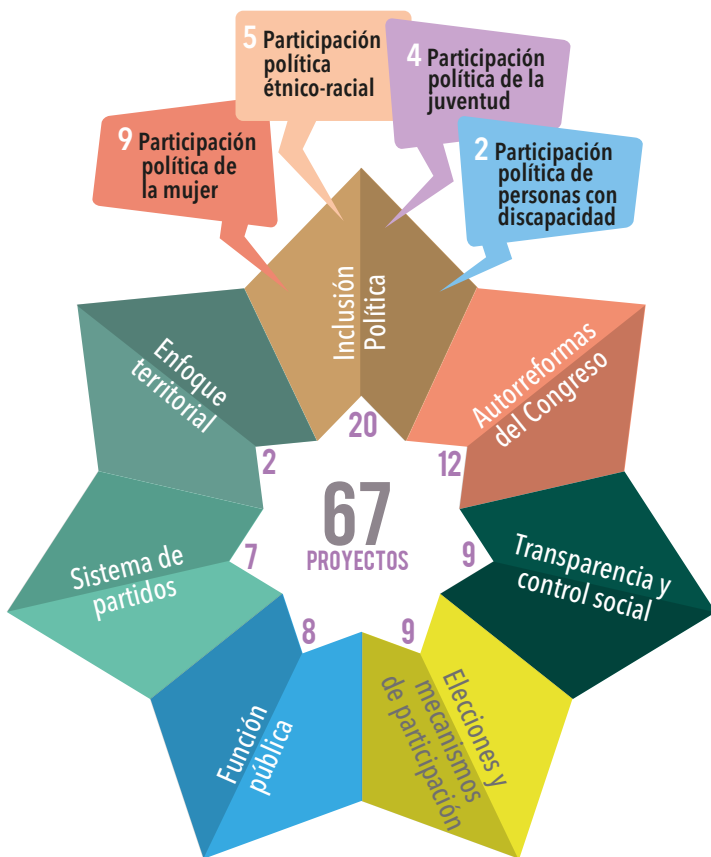 5 Participación
política
étnico-racial
4 Participación
política de la
juventud
9 Participación
política de
la mujer
2 Participación
política de
personas con
discapacidad
Inclusión
Política
20
Enfoque
territorial
2
Autorreformas
del Congreso
12
67
PROYECTOS
Sistema de
partidos
7
Transparencia y
control social
9
Función
pública
8
Elecciones y
mecanismos
de participación
9